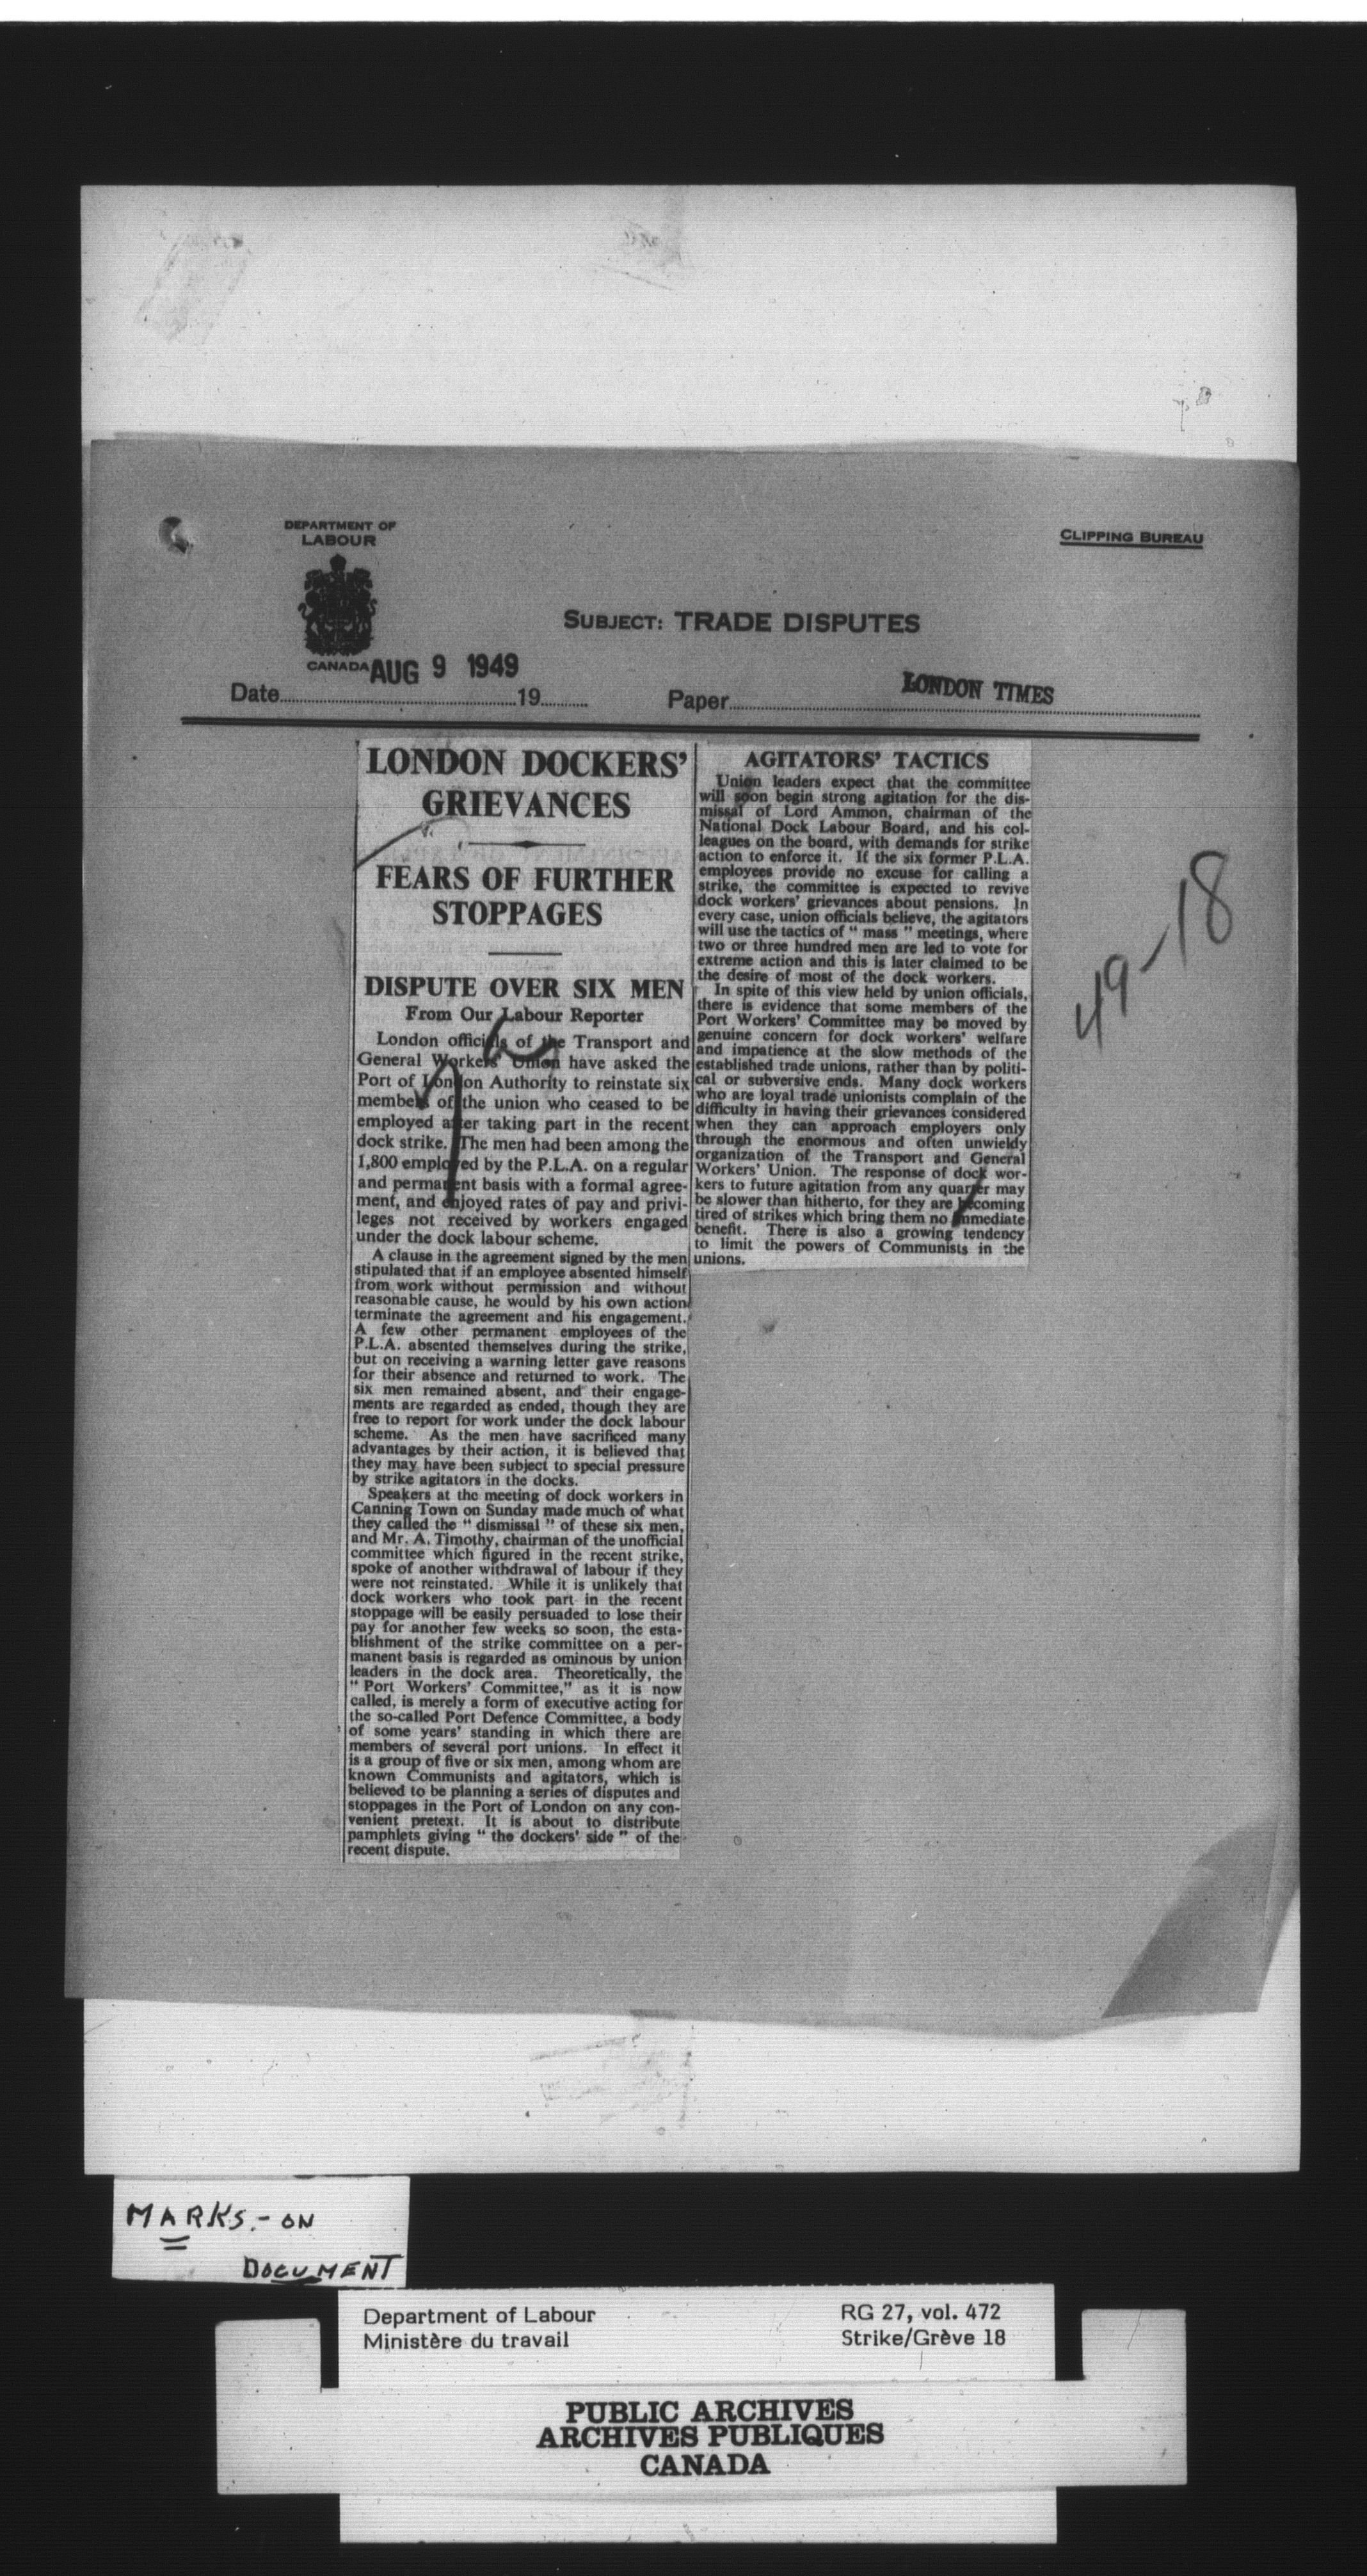 DEPARTMENT OF
LABOUR
CANADA
CLIPPING BUREAU
SUBJECT: TRADE DISPUTES
AUG 9 1949
LONDON TIMES
Date 19
Paper
LONDON DOCKERS'
GRIEVANCES
FEARS OF FURTHER
STOPPAGES
DISPUTE OVER SIX MEN
From Our Labour Reporter
London officials of the Transport and
General Workers' Union have asked the
Port of London Authority to reinstate six
members of the union who ceased to be
employed after taking part in the recent
dock strike. The men had been among the
1,800 employed by the P.L.A. on a regular
and permanent basis with a formal agree-
ment, and enjoyed rates of pay and privi-
leges not received by workers engaged
under the dock labour scheme.
A clause in the agreement signed by the men
stipulated that if an employee absented himself
from work without permission and without
reasonable cause, he would by his own action
terminate the agreement and his engagement.
A few other permanent employees of the
P.L.A. absented themselves during the strike,
but on receiving a warning letter gave reasons
for their absence and returned to work. The
six men remained absent, and their engage-
ments are regarded as ended, though they are
free to report for work under the dock labour
scheme. As the men have sacrificed many
advantages by their action, it is believed that
they may have been subject to special pressure
by strike agitators in the docks.
Speakers at the meeting of dock workers in
Canning Town on Sunday made much of what
they called the " dismissal " of these six men,
and Mr. A. Timothy, chairman of the unofficial
committee which figured in the recent strike,
spoke of another withdrawal of labour if they
were not reinstated. While it is unlikely that
dock workers who took part in the recent
stoppage will be easily persuaded to lose their
pay for another few weeks so soon, the esta-
blishment of the strike committee on a per-
manent basis is regarded as ominous by union
leaders in the dock area. Theoretically, the
" Port Workers' Committee," as it is now
called, is merely a form of executive acting for
the so-called Port Defence Committee, a body
of some years' standing in which there are
members of several port unions. In effect it
is a group of five or six men, among whom are
known Communists and agitators, which is
believed to be planning a series of disputes and
stoppages in the Port of London on any con-
venient pretext. It is about to distribute
pamphlets giving " the dockers' side " of the
recent dispute.
AGITATORS' TACTICS
Union leaders expect that the committee
will soon begin strong agitation for the dis-
missal of Lord Ammon, chairman of the
National Dock Labour Board, and his col-
leagues on the board, with demands for strike
action to enforce it. If the six former P.L.A.
employees provide no excuse for calling a
strike, the committee is expected to revive
dock workers' grievances about pensions. In
every case, union officials believe, the agitators
will use the tactics of " mass " meetings, where
two or three hundred men are led to vote for
extreme action and this is later claimed to be
the desire of most of the dock workers.
In spite of this view held by union officials,
there is evidence that some members of the
Port Workers' Committee may be moved by
genuine concern for dock workers' welfare
and impatience at the slow methods of the
established trade unions, rather than by politi-
cal or subversive ends. Many dock workers
who are loyal trade unionists complain of the
difficulty in having their grievances considered
when they can approach employers only
through the enormous and often unwieldy
organization of the Transport and General
Workers' Union. The response of dock wor-
kers to future agitation from any quarter may
be slower than hitherto, for they are becoming
tired of strikes which bring them no immediate
benefit. There is also a growing tendency
to limit the powers of Communists in the
unions.
49-18
MARKS.- ON
DOCUMENT
Department of Labour
Ministère du travail
RG 27, vol. 472
Strike/Grève 18
PUBLIC ARCHIVES
ARCHIVES PUBLIQUES
CANADA